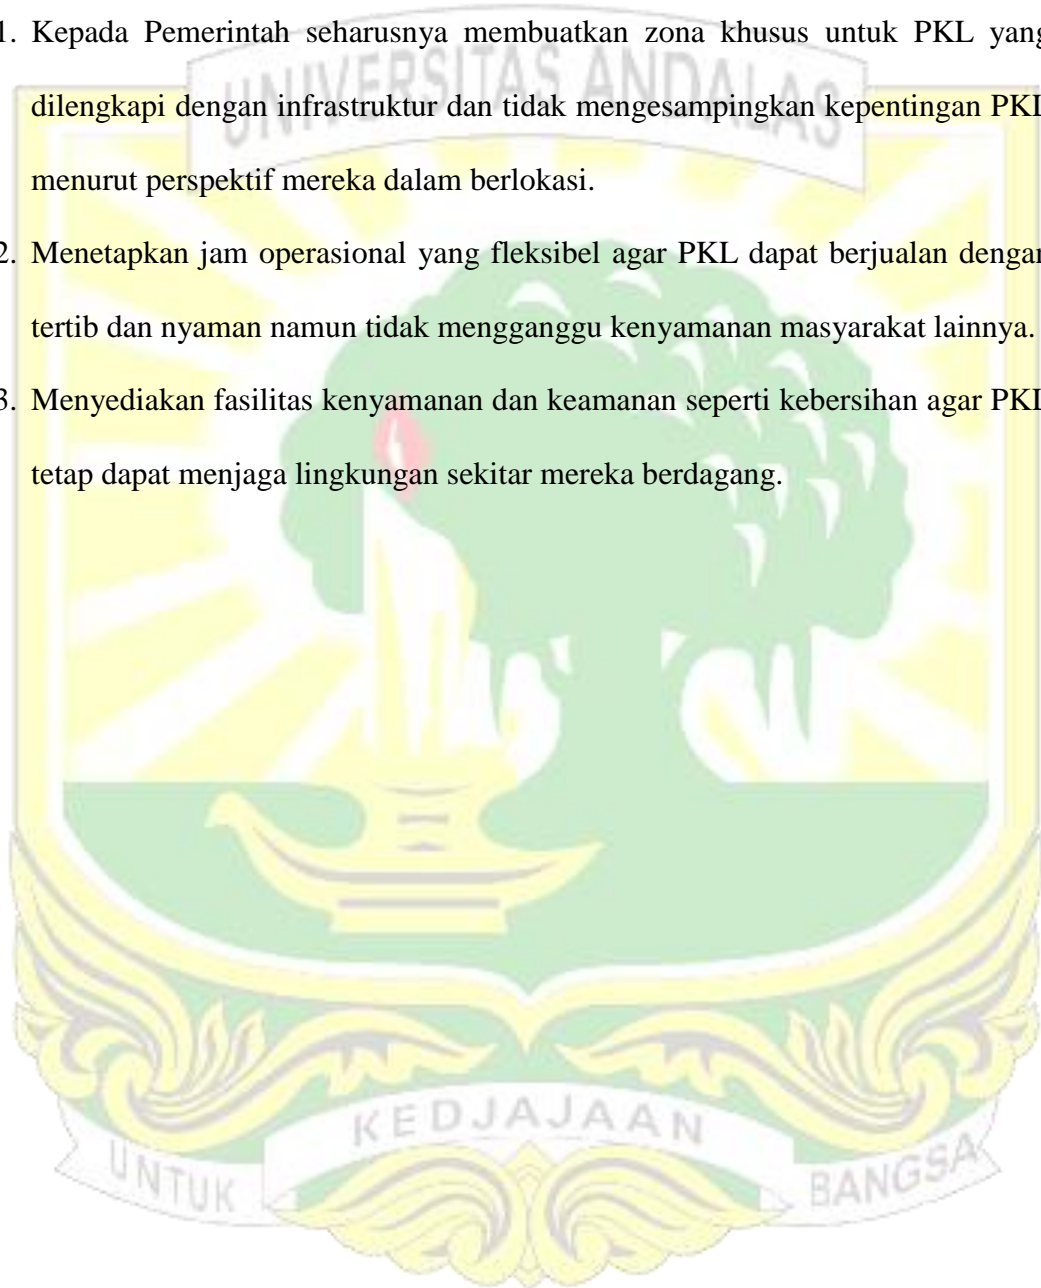 1. Kepada Pemerintah seharusnya membuatkan zona khusus untuk PKL yang
UNIVERSITAS ANDALAS
dilengkapi dengan infrastruktur dan tidak mengesampingkan kepentingan PKL
menurut perspektif mereka dalam berlokasi.
2. Menetapkan jam operasional yang fleksibel agar PKL dapat berjualan dengan
tertib dan nyaman namun tidak mengganggu kenyamanan masyarakat lainnya.
3. Menyediakan fasilitas kenyamanan dan keamanan seperti kebersihan agar PKL
tetap dapat menjaga lingkungan sekitar mereka berdagang.
UNTUK KEDJAJAAN BANGSA